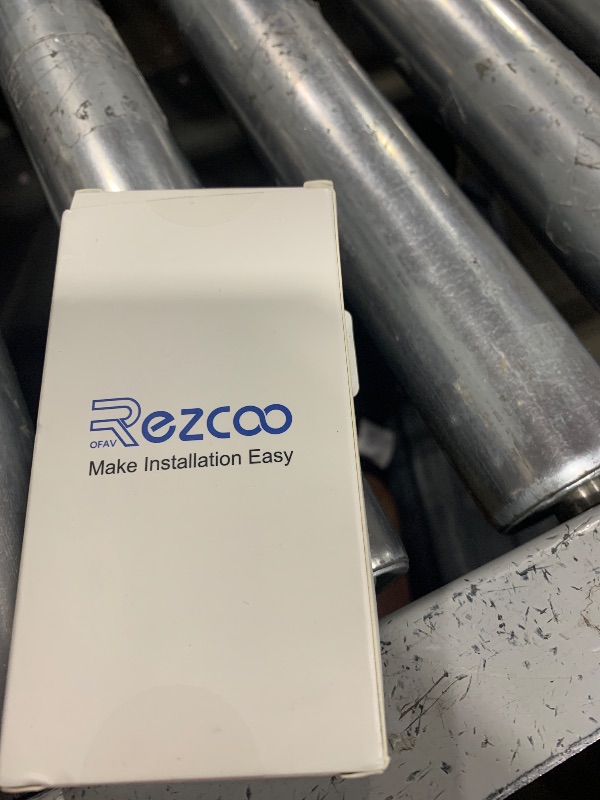 Rezcoo
OFAV
Make Installation Easy